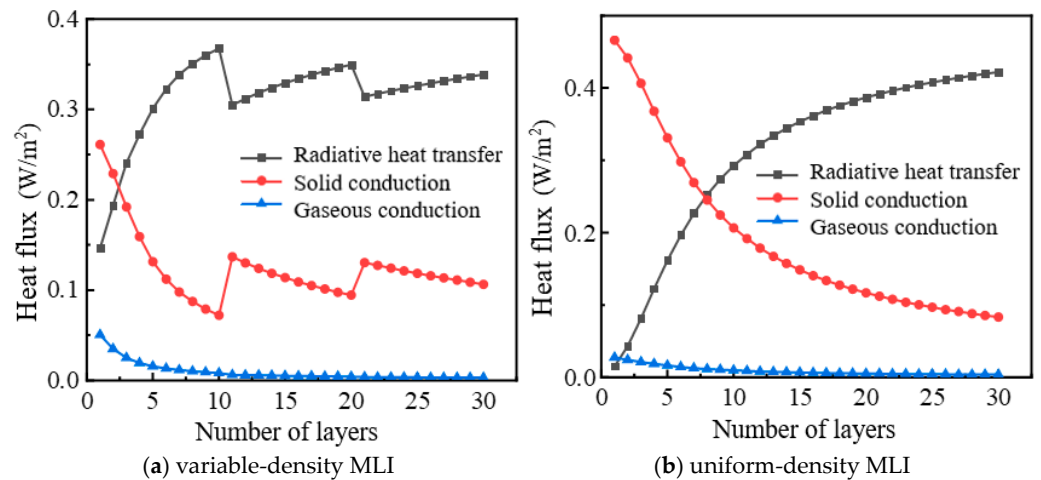 0.4
0.3
0.2
0.1
0.0
Heat flux (W/m²)
Radiative heat transfer
Solid conduction
Gaseous conduction
0 5 10 15 20 25 30
Number of layers
(a) variable-density MLI
0.4
0.2
0.0
Heat flux (W/m²)
Radiative heat transfer
Solid conduction
Gaseous conduction
0 5 10 15 20 25 30
Number of layers
(b) uniform-density MLI